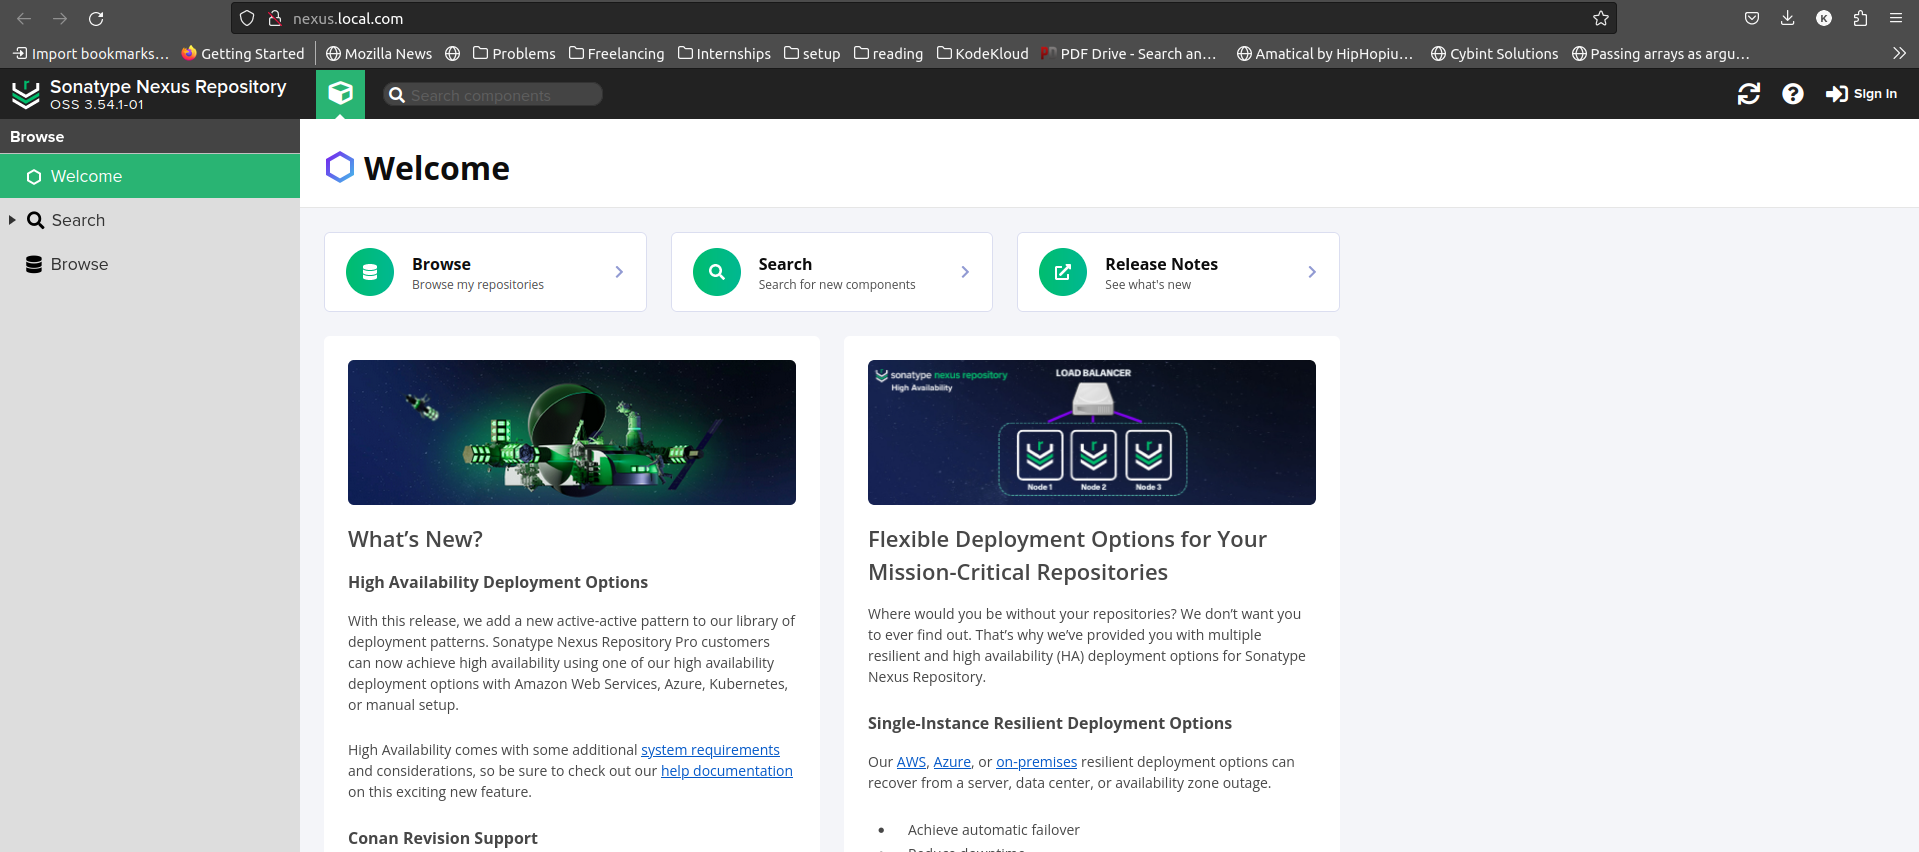 nexus.local.com
Import bookmarks...
Getting Started
Mozilla News
Problems
Freelancing
Internships
setup
reading
KodeKloud
PDF Drive - Search an...
Amatical by HipHopiu...
Cybint Solutions
Passing arrays as argu...
Sonatype Nexus Repository
OSS 3.54.1-01
Search components
Sign in
Browse
Welcome
Search
Browse
Welcome
Browse
Browse my repositories
Search
Search for new components
Release Notes
See what's new
sonatype nexus repository
High Availability
LOAD BALANCER
Node 1
Node 2
Node 3
What’s New?
High Availability Deployment Options
With this release, we add a new active-active pattern to our library of
deployment patterns. Sonatype Nexus Repository Pro customers
can now achieve high availability using one of our high availability
deployment options with Amazon Web Services, Azure, Kubernetes,
or manual setup.
High Availability comes with some additional system requirements
and considerations, so be sure to check out our help documentation
on this exciting new feature.
Conan Revision Support
Flexible Deployment Options for Your
Mission-Critical Repositories
Where would you be without your repositories? We don’t want you
to ever find out. That's why we’ve provided you with multiple
resilient and high availability (HA) deployment options for Sonatype
Nexus Repository.
Single-Instance Resilient Deployment Options
Our AWS, Azure, or on-premises resilient deployment options can
recover from a server, data center, or availability zone outage.
• Achieve automatic failover
• Reduce downtime